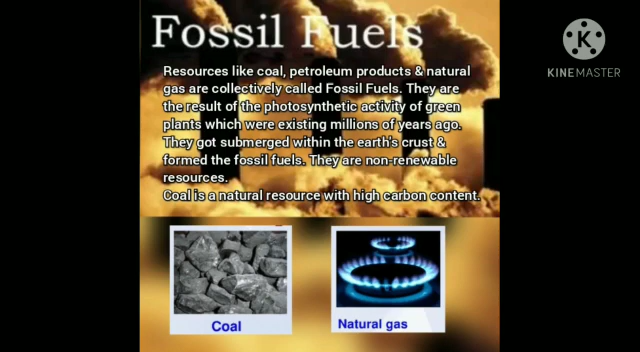 Fossil Fuels
KINEMASTER
Resources like coal, petroleum products & natural
gas are collectively called Fossil Fuels. They are
the result of the photosynthetic activity of green
plants which were existing millions of years ago.
They got submerged within the earth's crust &
formed the fossil fuels. They are non-renewable
resources.
Coal is a natural resource with high carbon content.
Coal
Natural gas